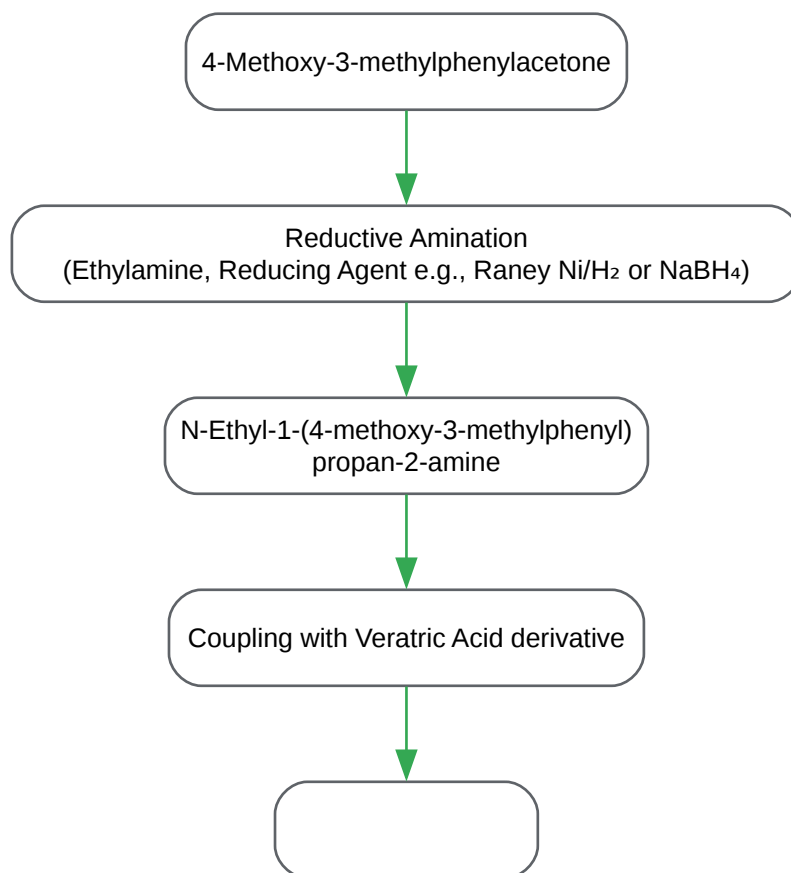 4-Methoxy-3-methylphenylacetone
Reductive Amination
(Ethylamine, Reducing Agent e.g., Raney Ni/H₂ or NaBH₄)
N-Ethyl-1-(4-methoxy-3-methylphenyl)
propan-2-amine
Coupling with Veratric Acid derivative